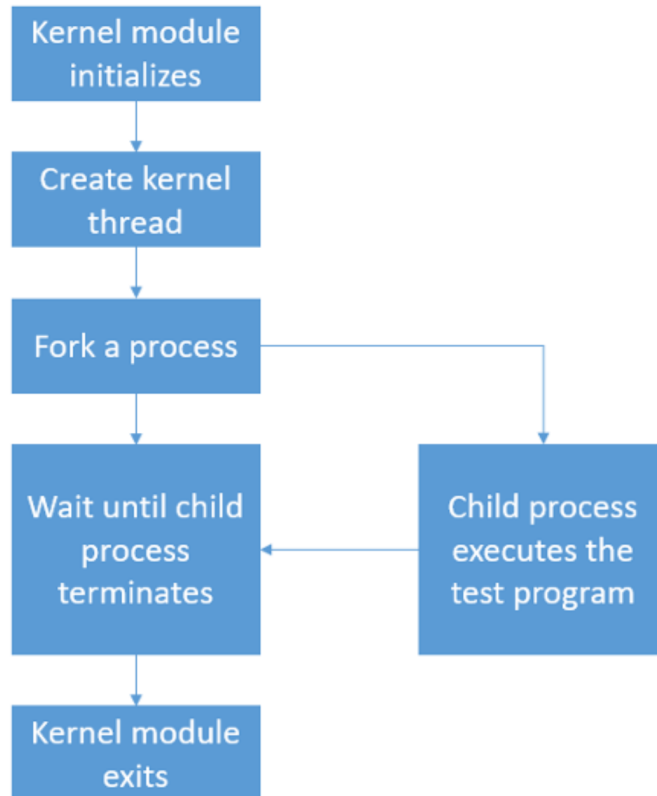 Kernel module
initializes
Create kernel
thread
Fork a process
Wait until child
process
terminates
Child process
executes the
test program
Kernel module
exits